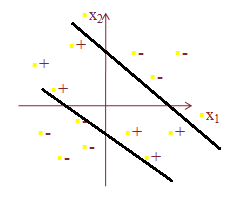 x2
+ - -
+ -
+
x1
- + +
- - +